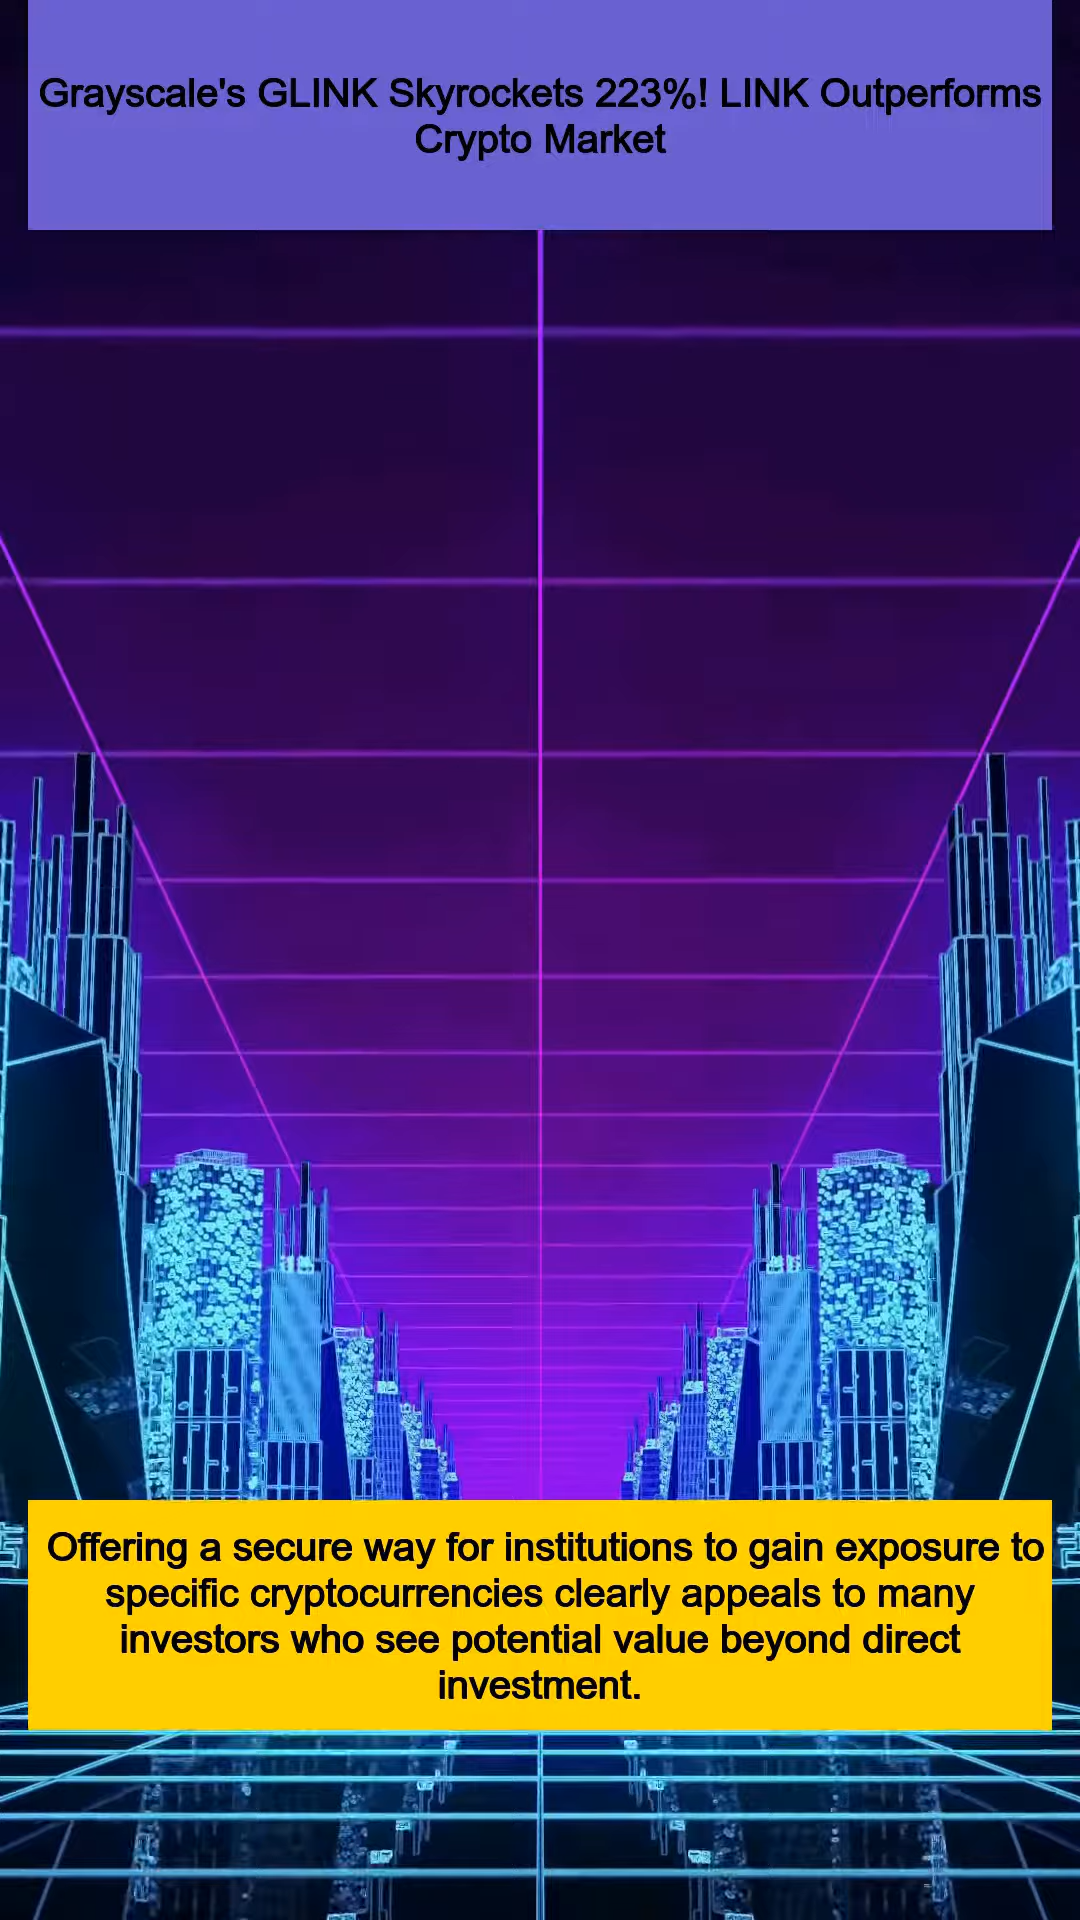 Grayscale's GLINK Skyrockets 223%! LINK Outperforms
Crypto Market
Offering a secure way for institutions to gain exposure to
specific cryptocurrencies clearly appeals to many
investors who see potential value beyond direct
investment.